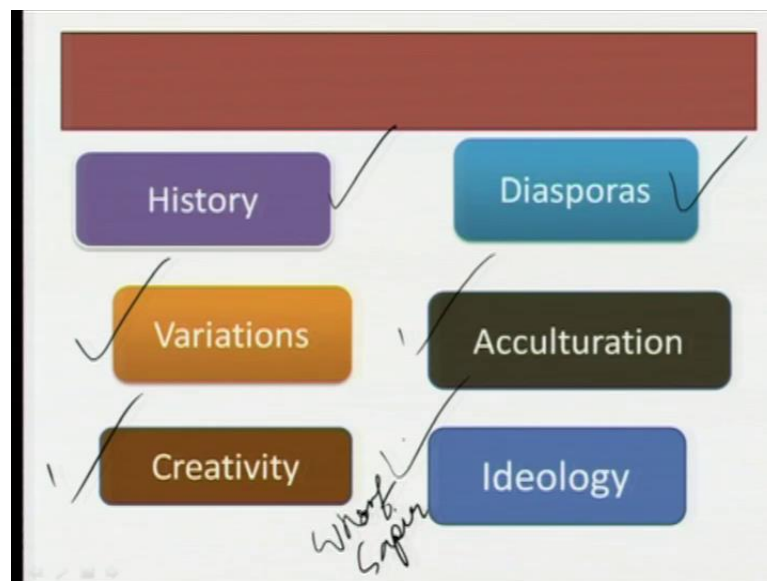 History
Diasporas
Variations
Acculturation
Creativity
Ideology
Whorf
Sapir